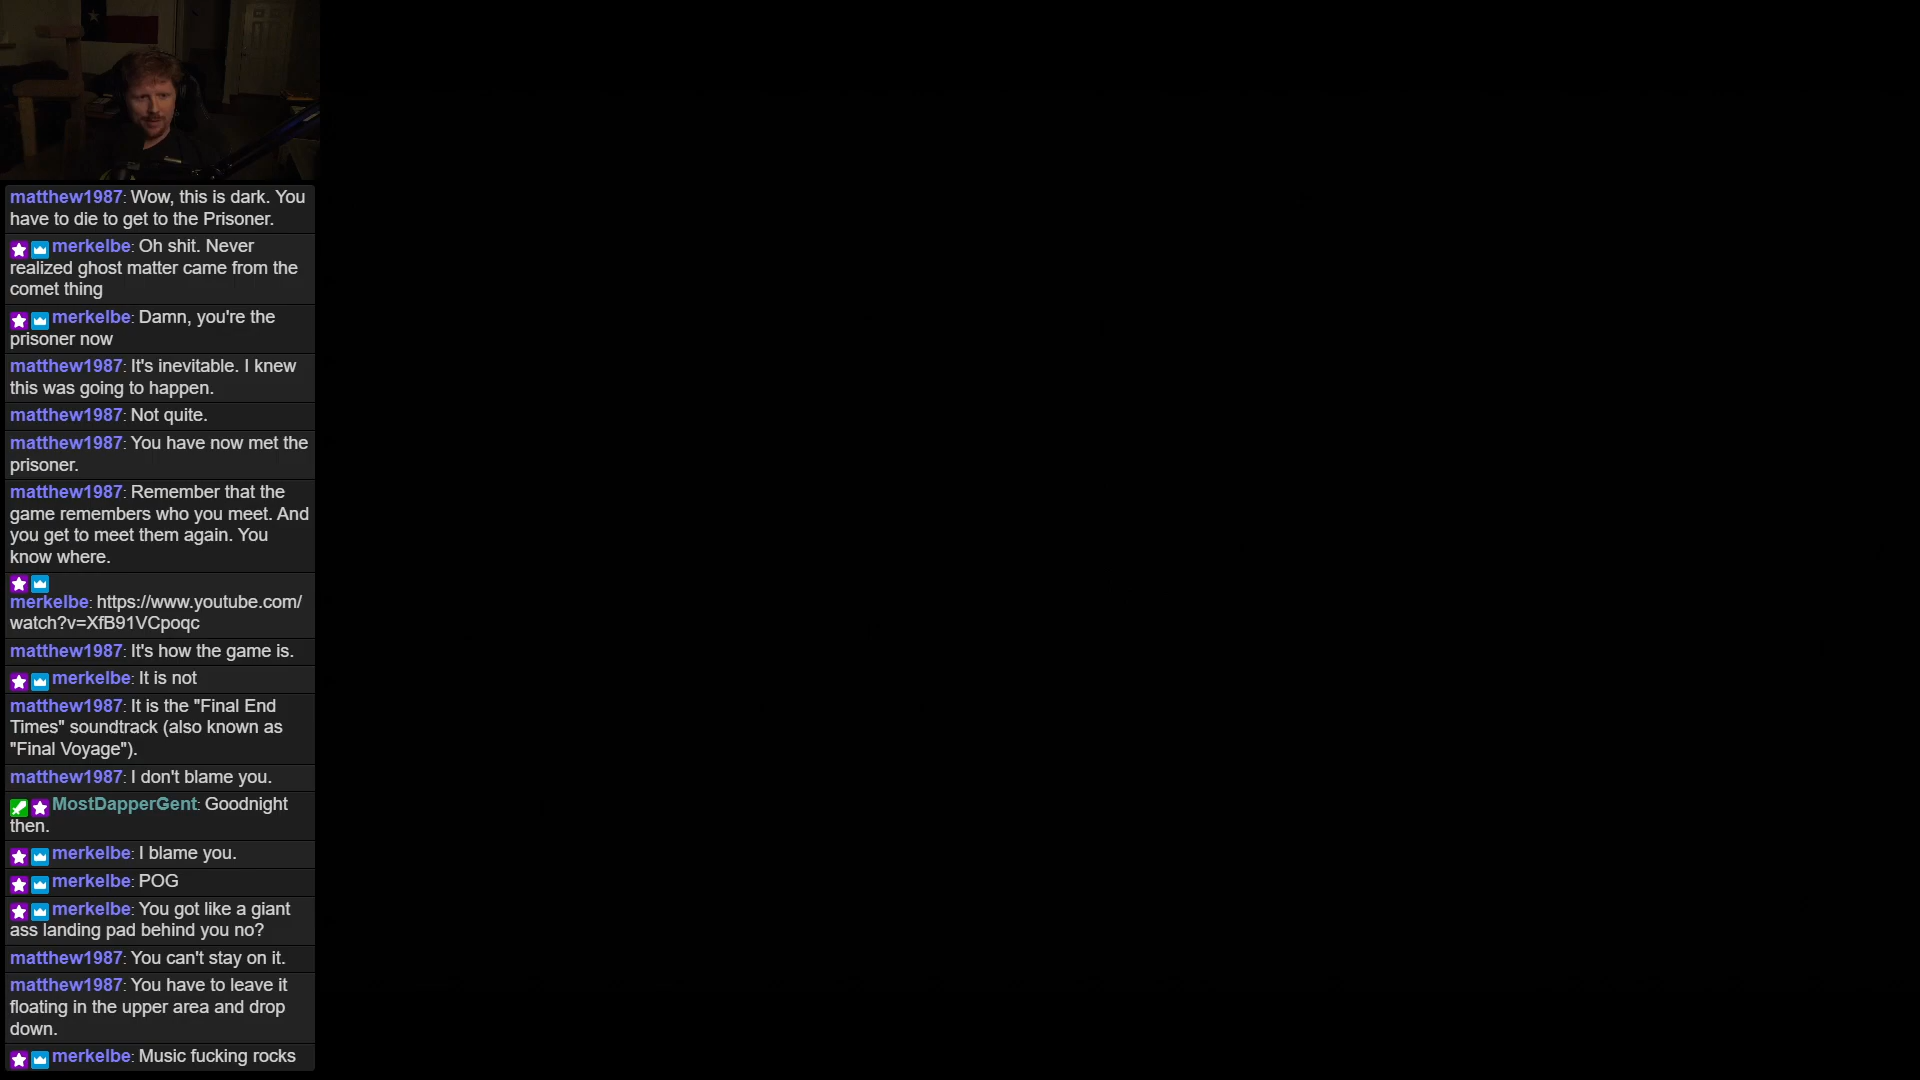 matthew1987: Wow, this is dark. You
have to die to get to the Prisoner.
merkelbe: Oh shit. Never
realized ghost matter came from the
comet thing
merkelbe: Damn, you're the
prisoner now
matthew1987: It's inevitable. I knew
this was going to happen.
matthew1987: Not quite.
matthew1987: You have now met the
prisoner.
matthew1987: Remember that the
game remembers who you meet. And
you get to meet them again. You
know where.
merkelbe: https://www.youtube.com/
watch?v=XfB91VCpoqc
matthew1987: It's how the game is.
merkelbe: It is not
matthew1987: It is the "Final End
Times" soundtrack (also known as
"Final Voyage").
matthew1987: I don't blame you.
MostDapperGent: Goodnight
then.
merkelbe: I blame you.
merkelbe: POG
merkelbe: You got like a giant
ass landing pad behind you no?
matthew1987: You can't stay on it.
matthew1987: You have to leave it
floating in the upper area and drop
down.
merkelbe: Music fucking rocks